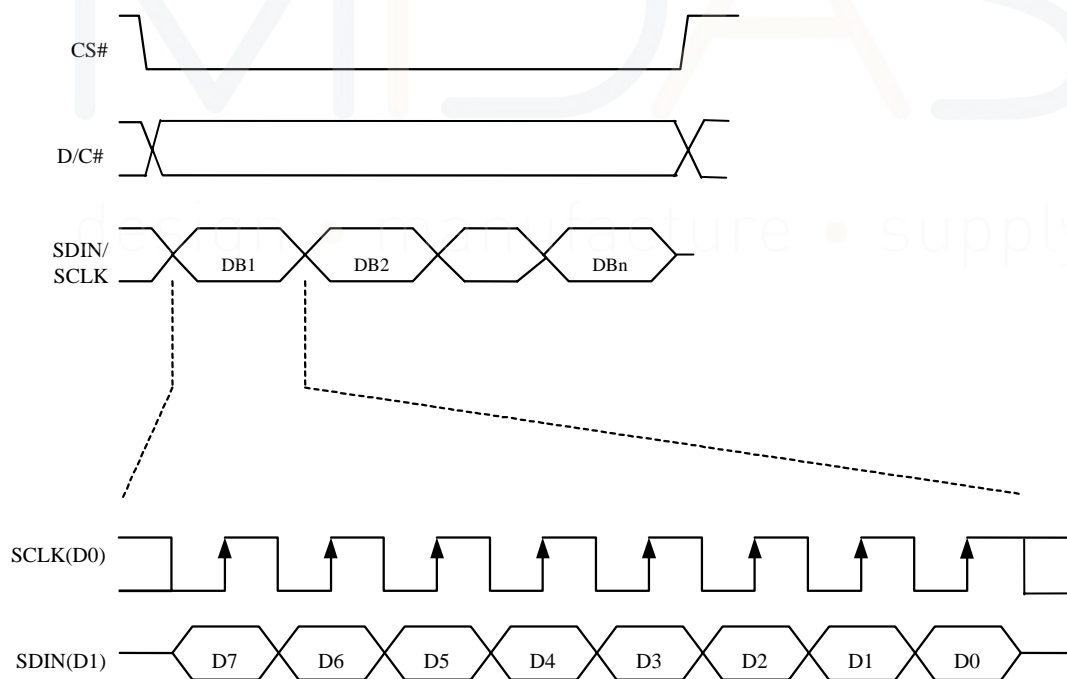 MIDAS
CS#
D/C#
design • manufacture • supply
SDIN/
SCLK
DB1 DB2 DBn
SCLK(D0)
SDIN(D1)
D7 D6 D5 D4 D3 D2 D1 D0